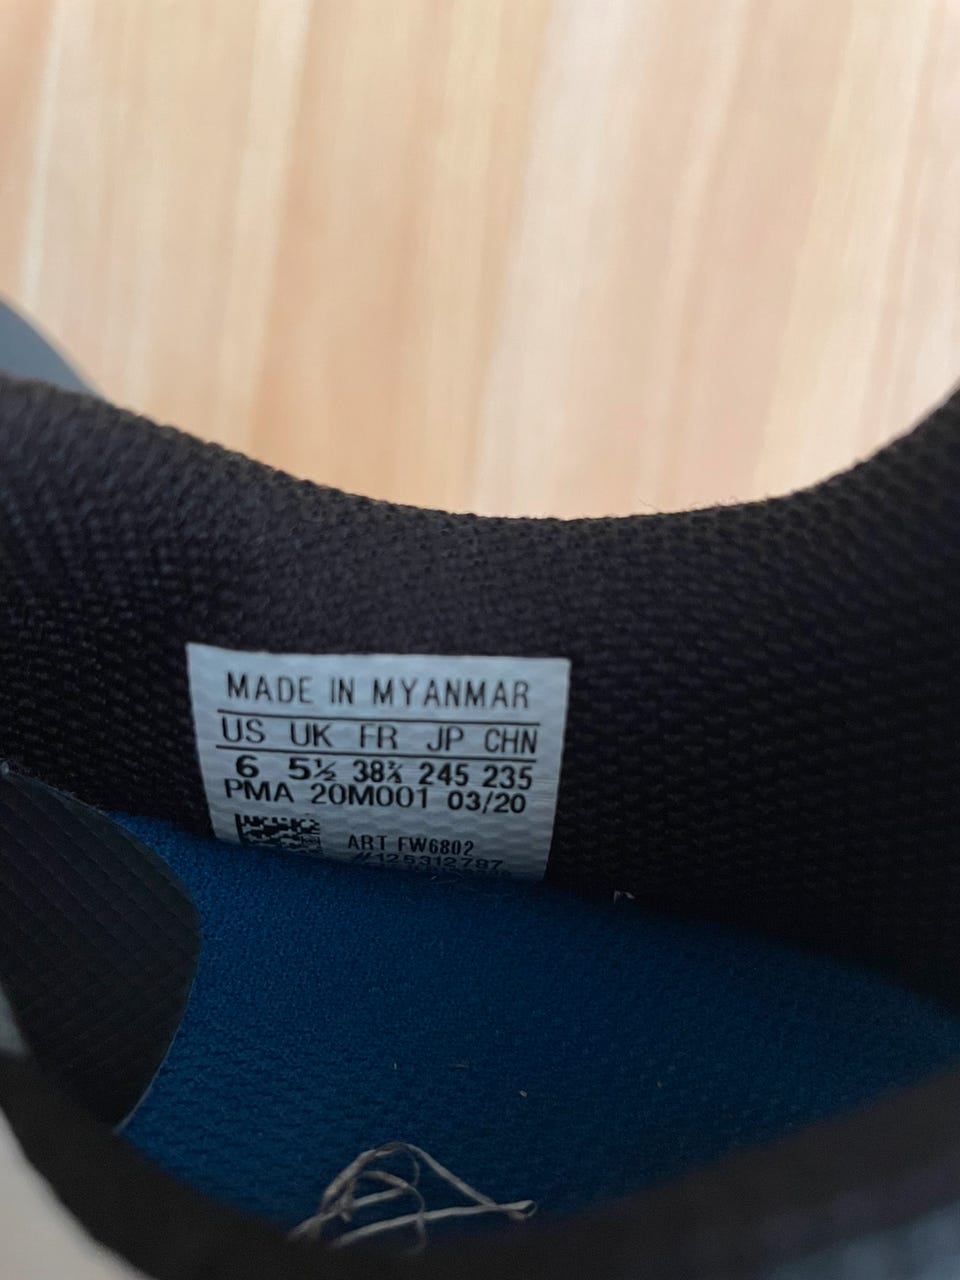 MADE IN MYANMAR
US UK FR JP CHN
6 5½ 38⅔ 245 235
PMA 20M001 03/20
ART FW6802
#125312787